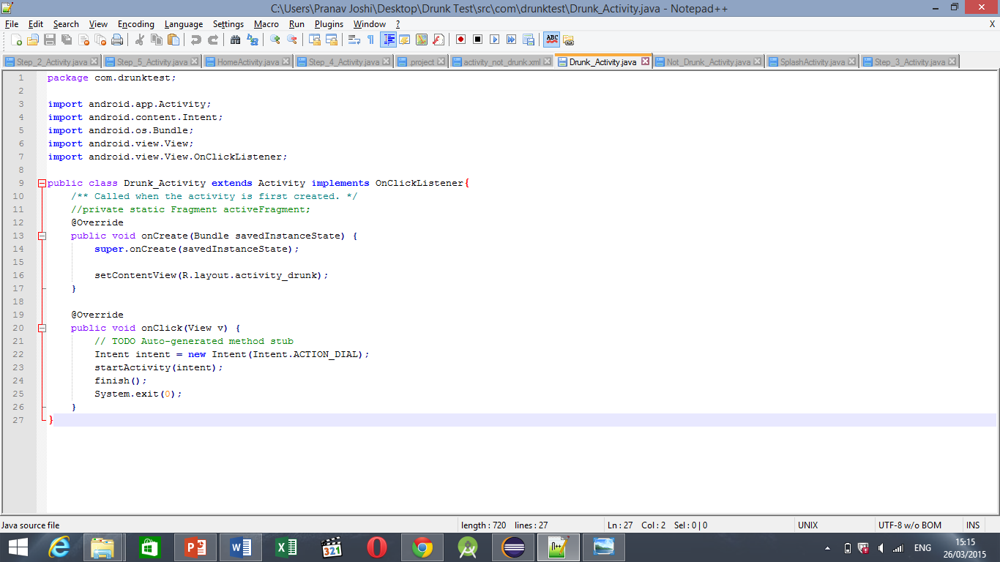 C:\Users\Pranav Joshi\Desktop\Drunk Test\src\com\drunktest\Drunk_Activity.java - Notepad++
File Edit Search View Encoding Language Settings Macro Run Plugins Window ? X
ABC
Step_2_Activity.java Step_5_Activity.java HomeActivity.java Step_4_Activity.java .project activity_not_drunk.xml Drunk_Activity.java Not_Drunk_Activity.java SplashActivity.java Step_3_Activity.java
1 package com.drunktest;
2
3 import android.app.Activity;
4 import android.content.Intent;
5 import android.os.Bundle;
6 import android.view.View;
7 import android.view.View.OnClickListener;
8
9 public class Drunk_Activity extends Activity implements OnClickListener{
10 /** Called when the activity is first created. */
11 //private static Fragment activeFragment;
12 @Override
13 public void onCreate(Bundle savedInstanceState) {
14 super.onCreate(savedInstanceState);
15
16 setContentView(R.layout.activity_drunk);
17 }
18
19 @Override
20 public void onClick(View v) {
21 // TODO Auto-generated method stub
22 Intent intent = new Intent(Intent.ACTION_DIAL);
23 startActivity(intent);
24 finish();
25 System.exit(0);
26 }
27 }
Java source file length : 720 lines : 27 Ln : 27 Col : 2 Sel : 0 | 0 UNIX UTF-8 w/o BOM INS
321
ENG
15:15
26/03/2015